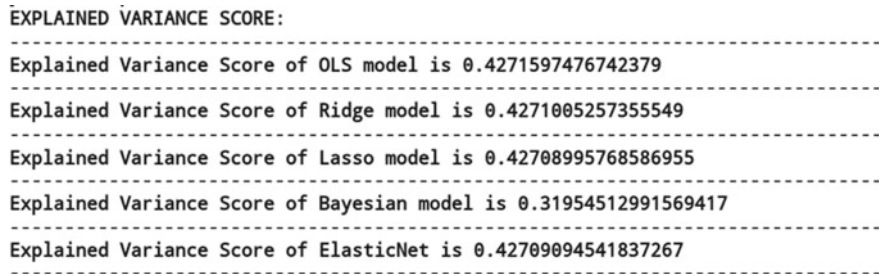 EXPLAINED VARIANCE SCORE:
-------------------------------------------------------------------------------
Explained Variance Score of OLS model is 0.4271597476742379
-------------------------------------------------------------------------------
Explained Variance Score of Ridge model is 0.4271005257355549
-------------------------------------------------------------------------------
Explained Variance Score of Lasso model is 0.42708995768586955
-------------------------------------------------------------------------------
Explained Variance Score of Bayesian model is 0.31954512991569417
-------------------------------------------------------------------------------
Explained Variance Score of ElasticNet is 0.42709094541837267
-------------------------------------------------------------------------------